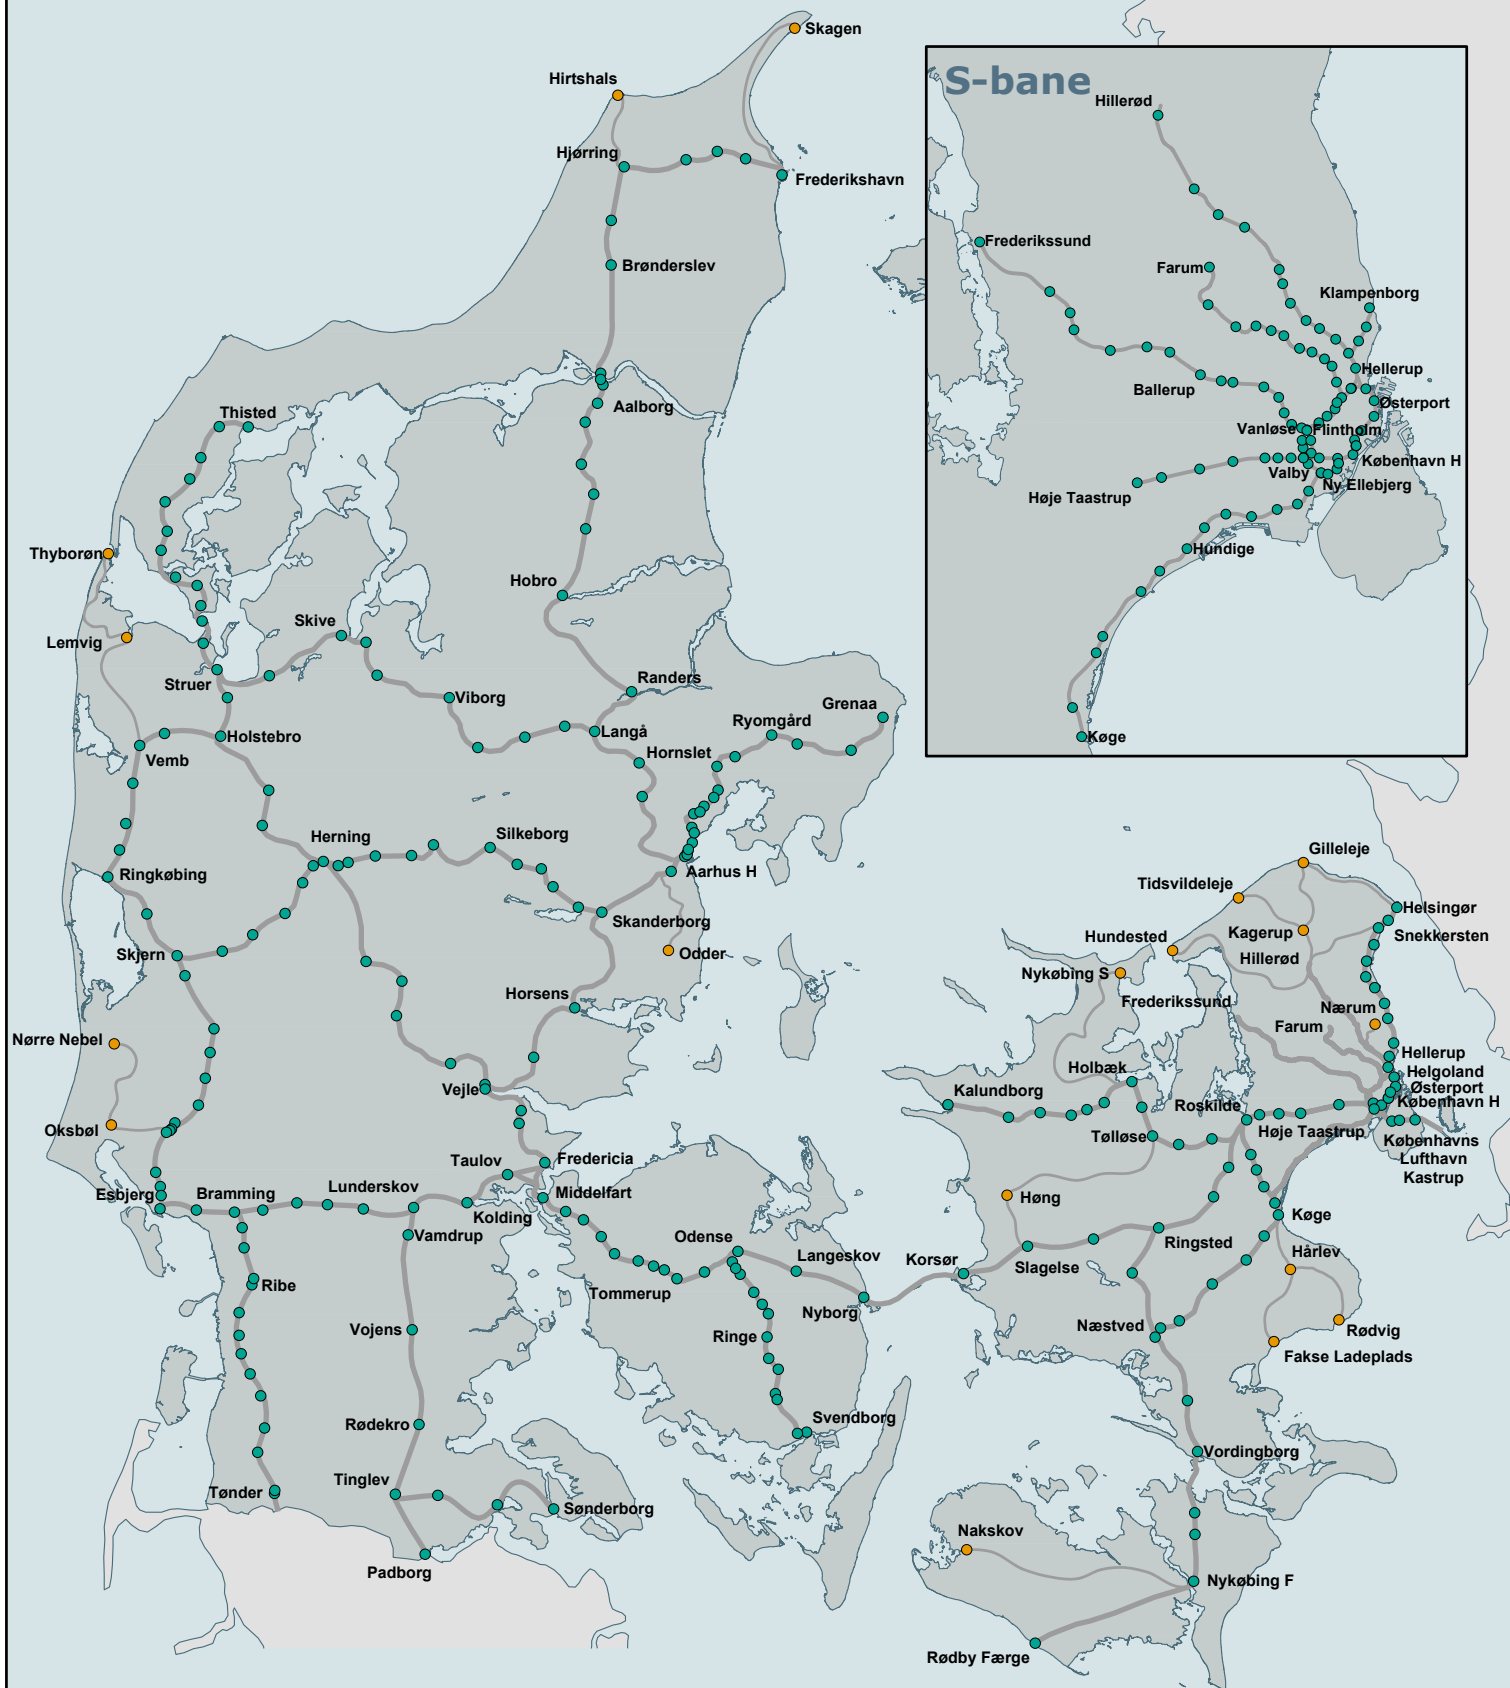 Skagen
Hirtshals
Hjørring
Frederikshavn
Brønderslev
Aalborg
Thisted
Thyborøn
Hobro
Lemvig
Skive
Struer
Randers
Viborg
Grenaa
Ryomgård
Langå
Holstebro
Hornslet
Vemb
Herning
Silkeborg
Ringkøbing
Aarhus H
Skanderborg
Skjern
Odder
Horsens
Nørre Nebel
Vejle
Oksbøl
Taulov
Fredericia
Esbjerg
Bramming
Lunderskov
Middelfart
Kolding
Vamdrup
Odense
Langeskov
Korsør
Ribe
Tommerup
Nyborg
Vojens
Ringe
Rødekro
Svendborg
Tinglev
Tønder
Sønderborg
Padborg
S-bane
Hillerød
Frederikssund
Farum
Klampenborg
Hellerup
Ballerup
Østerport
Vanløse
Flintholm
København H
Valby
Ny Ellebjerg
Høje Taastrup
Hundige
Køge
Gilleleje
Tidsvildeleje
Helsingør
Kagerup
Snekkersten
Hundested
Hillerød
Nykøbing S
Frederikssund
Nærum
Farum
Hellerup
Helgoland
Østerport
København H
Holbæk
Kalundborg
Roskilde
Høje Taastrup
Tølløse
Københavns
Lufthavn
Kastrup
Høng
Køge
Ringsted
Hårlev
Slagelse
Næstved
Rødvig
Fakse Ladeplads
Vordingborg
Nakskov
Nykøbing F
Rødby Færge